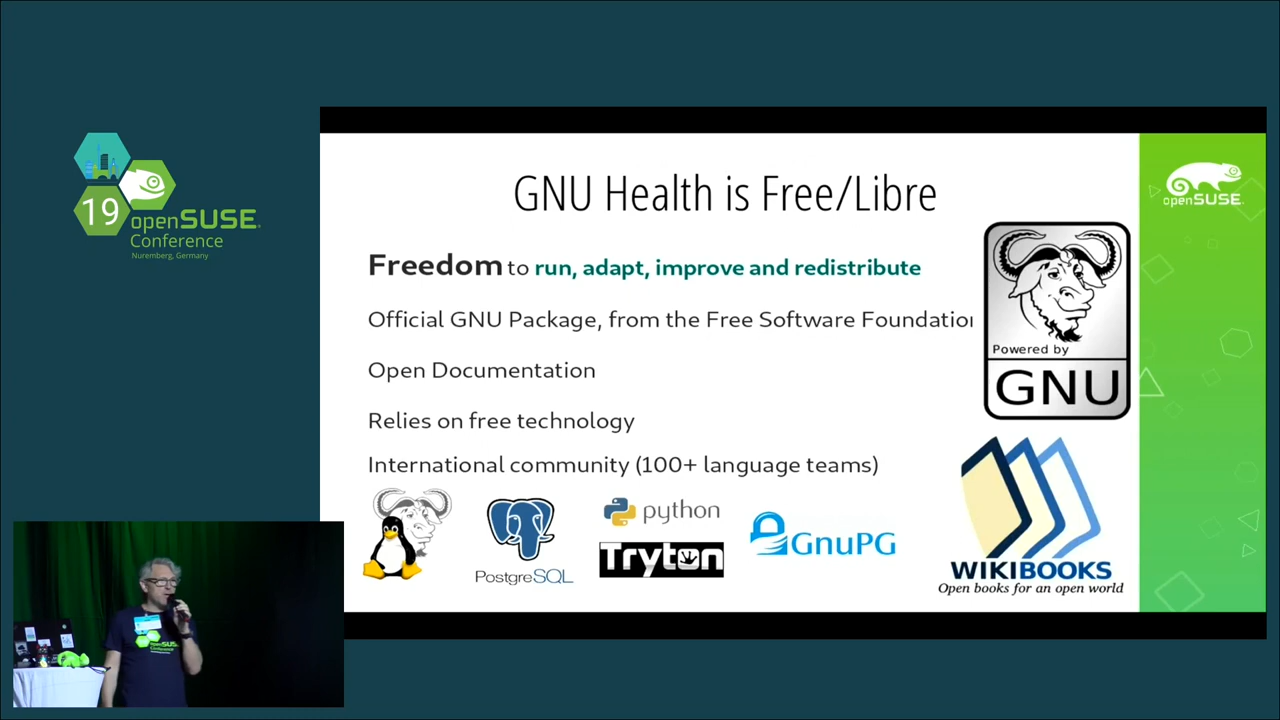 19
openSUSE
Conference
Nuremberg, Germany
GNU Health is Free/Libre
Freedom to run, adapt, improve and redistribute
Official GNU Package, from the Free Software Foundation
Open Documentation
Relies on free technology
International community (100+ language teams)
PostgreSQL
python
Tryton
GnuPG
openSUSE
Powered by
GNU
WIKIBOOKS
Open books for an open world
openSUSE
Conference